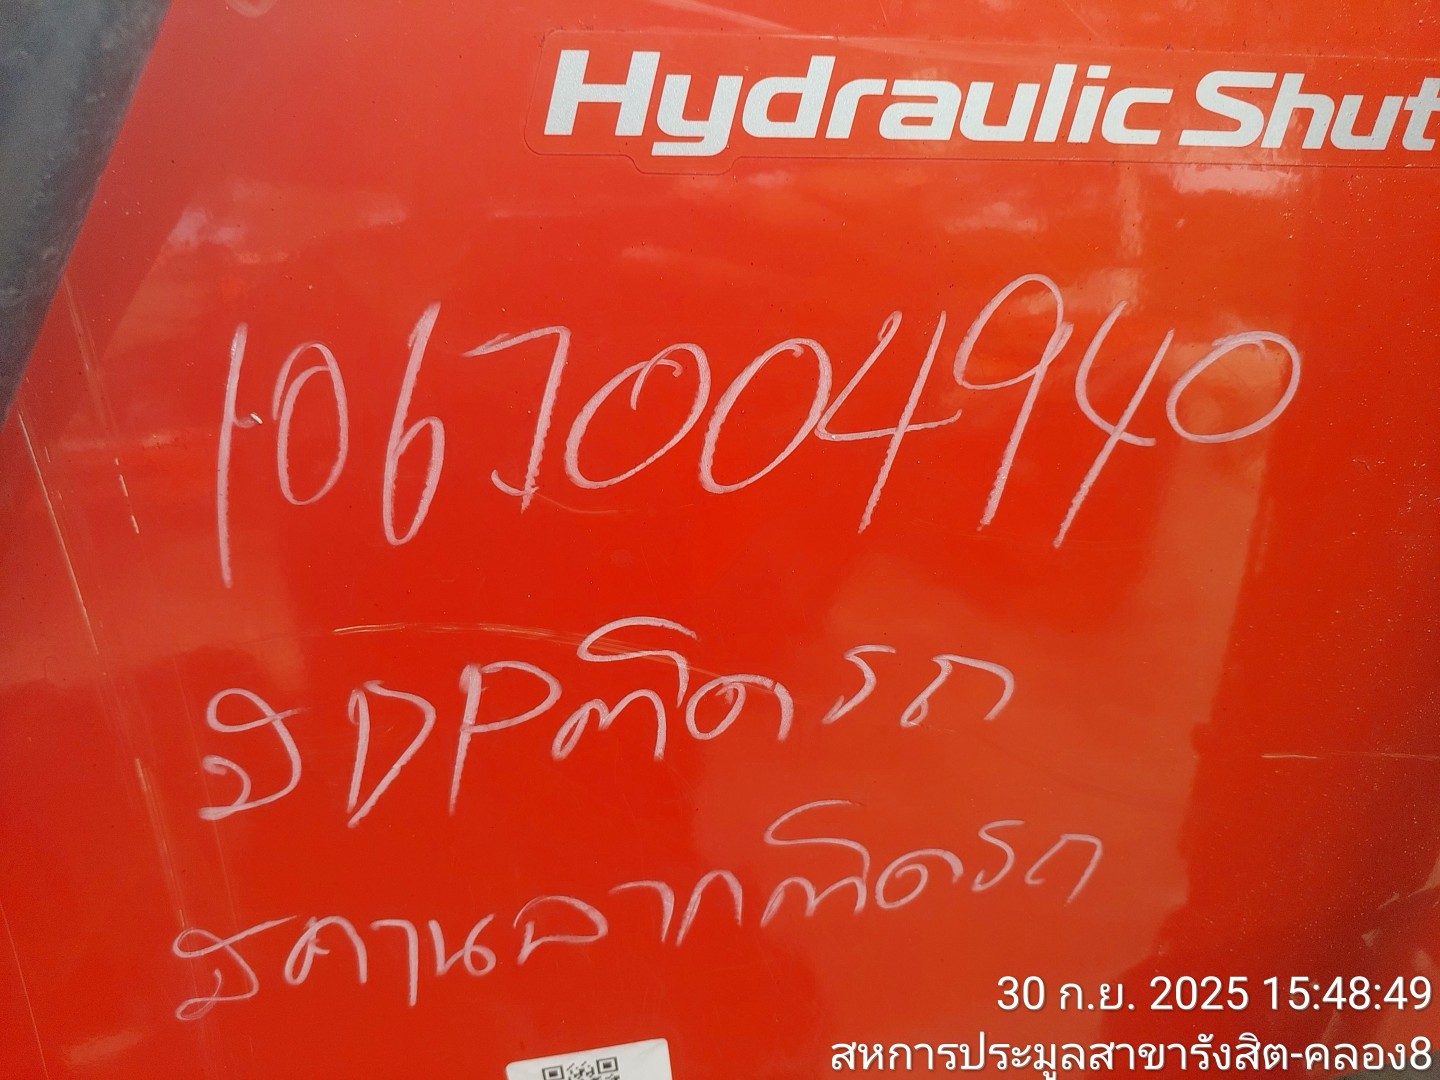 Hydraulic Shut
1067004940
มีDPติดรถ
มีคานลากติดรถ
30 ก.ย. 2025 15:48:49
สหการประมูลสาขารังสิต-คลอง8